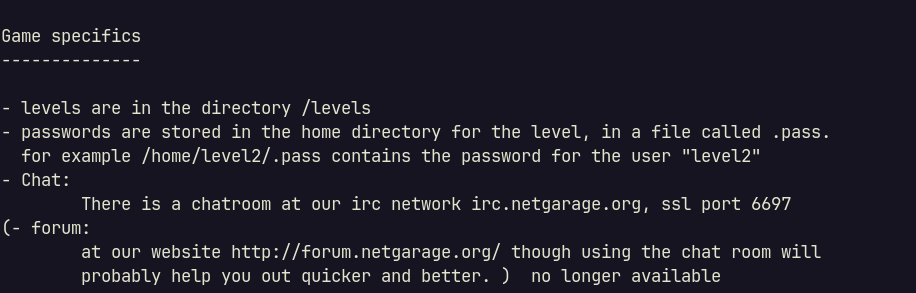 Game specifics
--------------
- levels are in the directory /levels
- passwords are stored in the home directory for the level, in a file called .pass.
  for example /home/level2/.pass contains the password for the user "level2"
- Chat:
        There is a chatroom at our irc network irc.netgarage.org, ssl port 6697
(- forum:
        at our website http://forum.netgarage.org/ though using the chat room will
        probably help you out quicker and better. )  no longer available